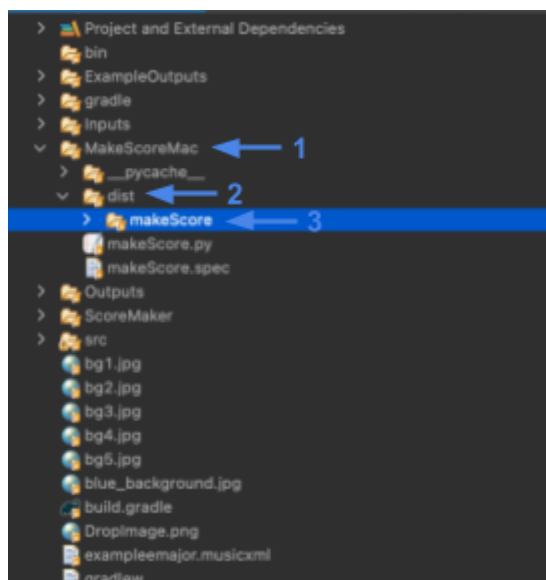 Project and External Dependencies
bin
ExampleOutputs
gradle
Inputs
MakeScoreMac 1
__pycache__
dist 2
makeScore 3
makeScore.py
makeScore.spec
Outputs
ScoreMaker
src
bg1.jpg
bg2.jpg
bg3.jpg
bg4.jpg
bg5.jpg
blue_background.jpg
build.gradle
DropImage.png
exampleemajor.musicxml
gradlew